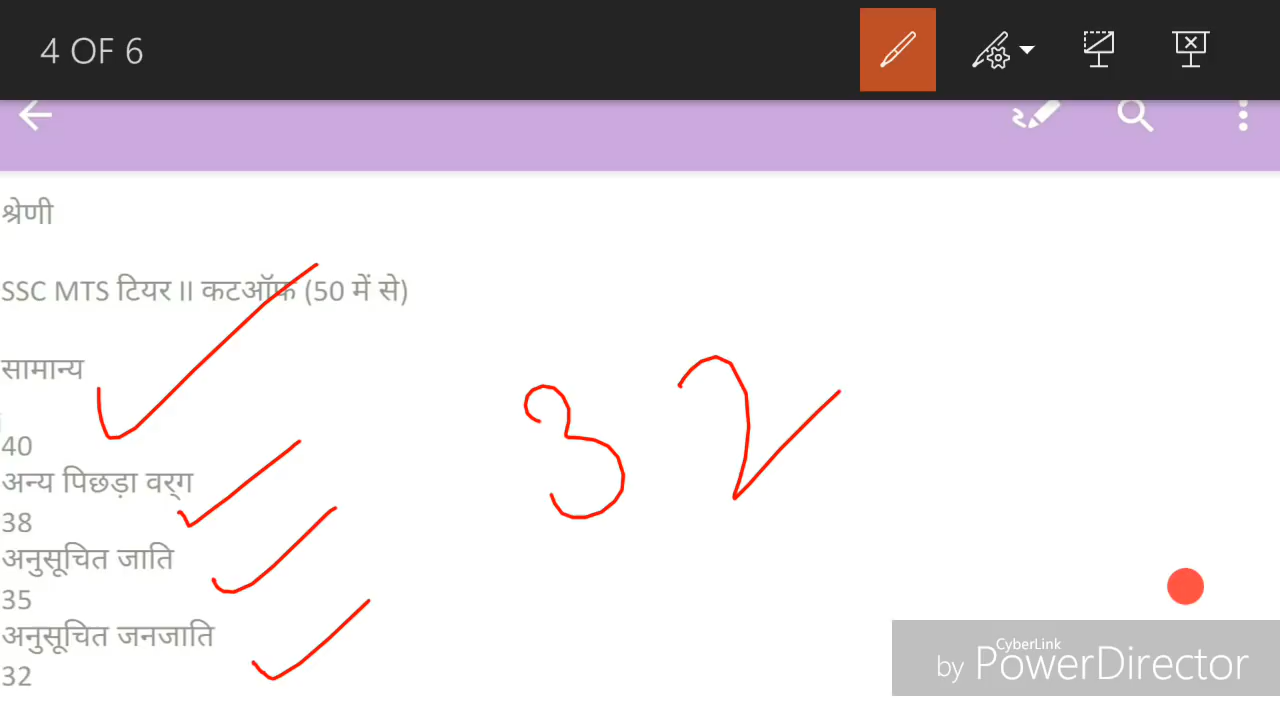 4 OF 6
श्रेणी
SSC MTS टियर II कटऑफ (50 में से)
सामान्य
40
अन्य पिछड़ा वर्ग
38
अनुसूचित जाति
35
अनुसूचित जनजाति
32
32
CyberLink
by PowerDirector